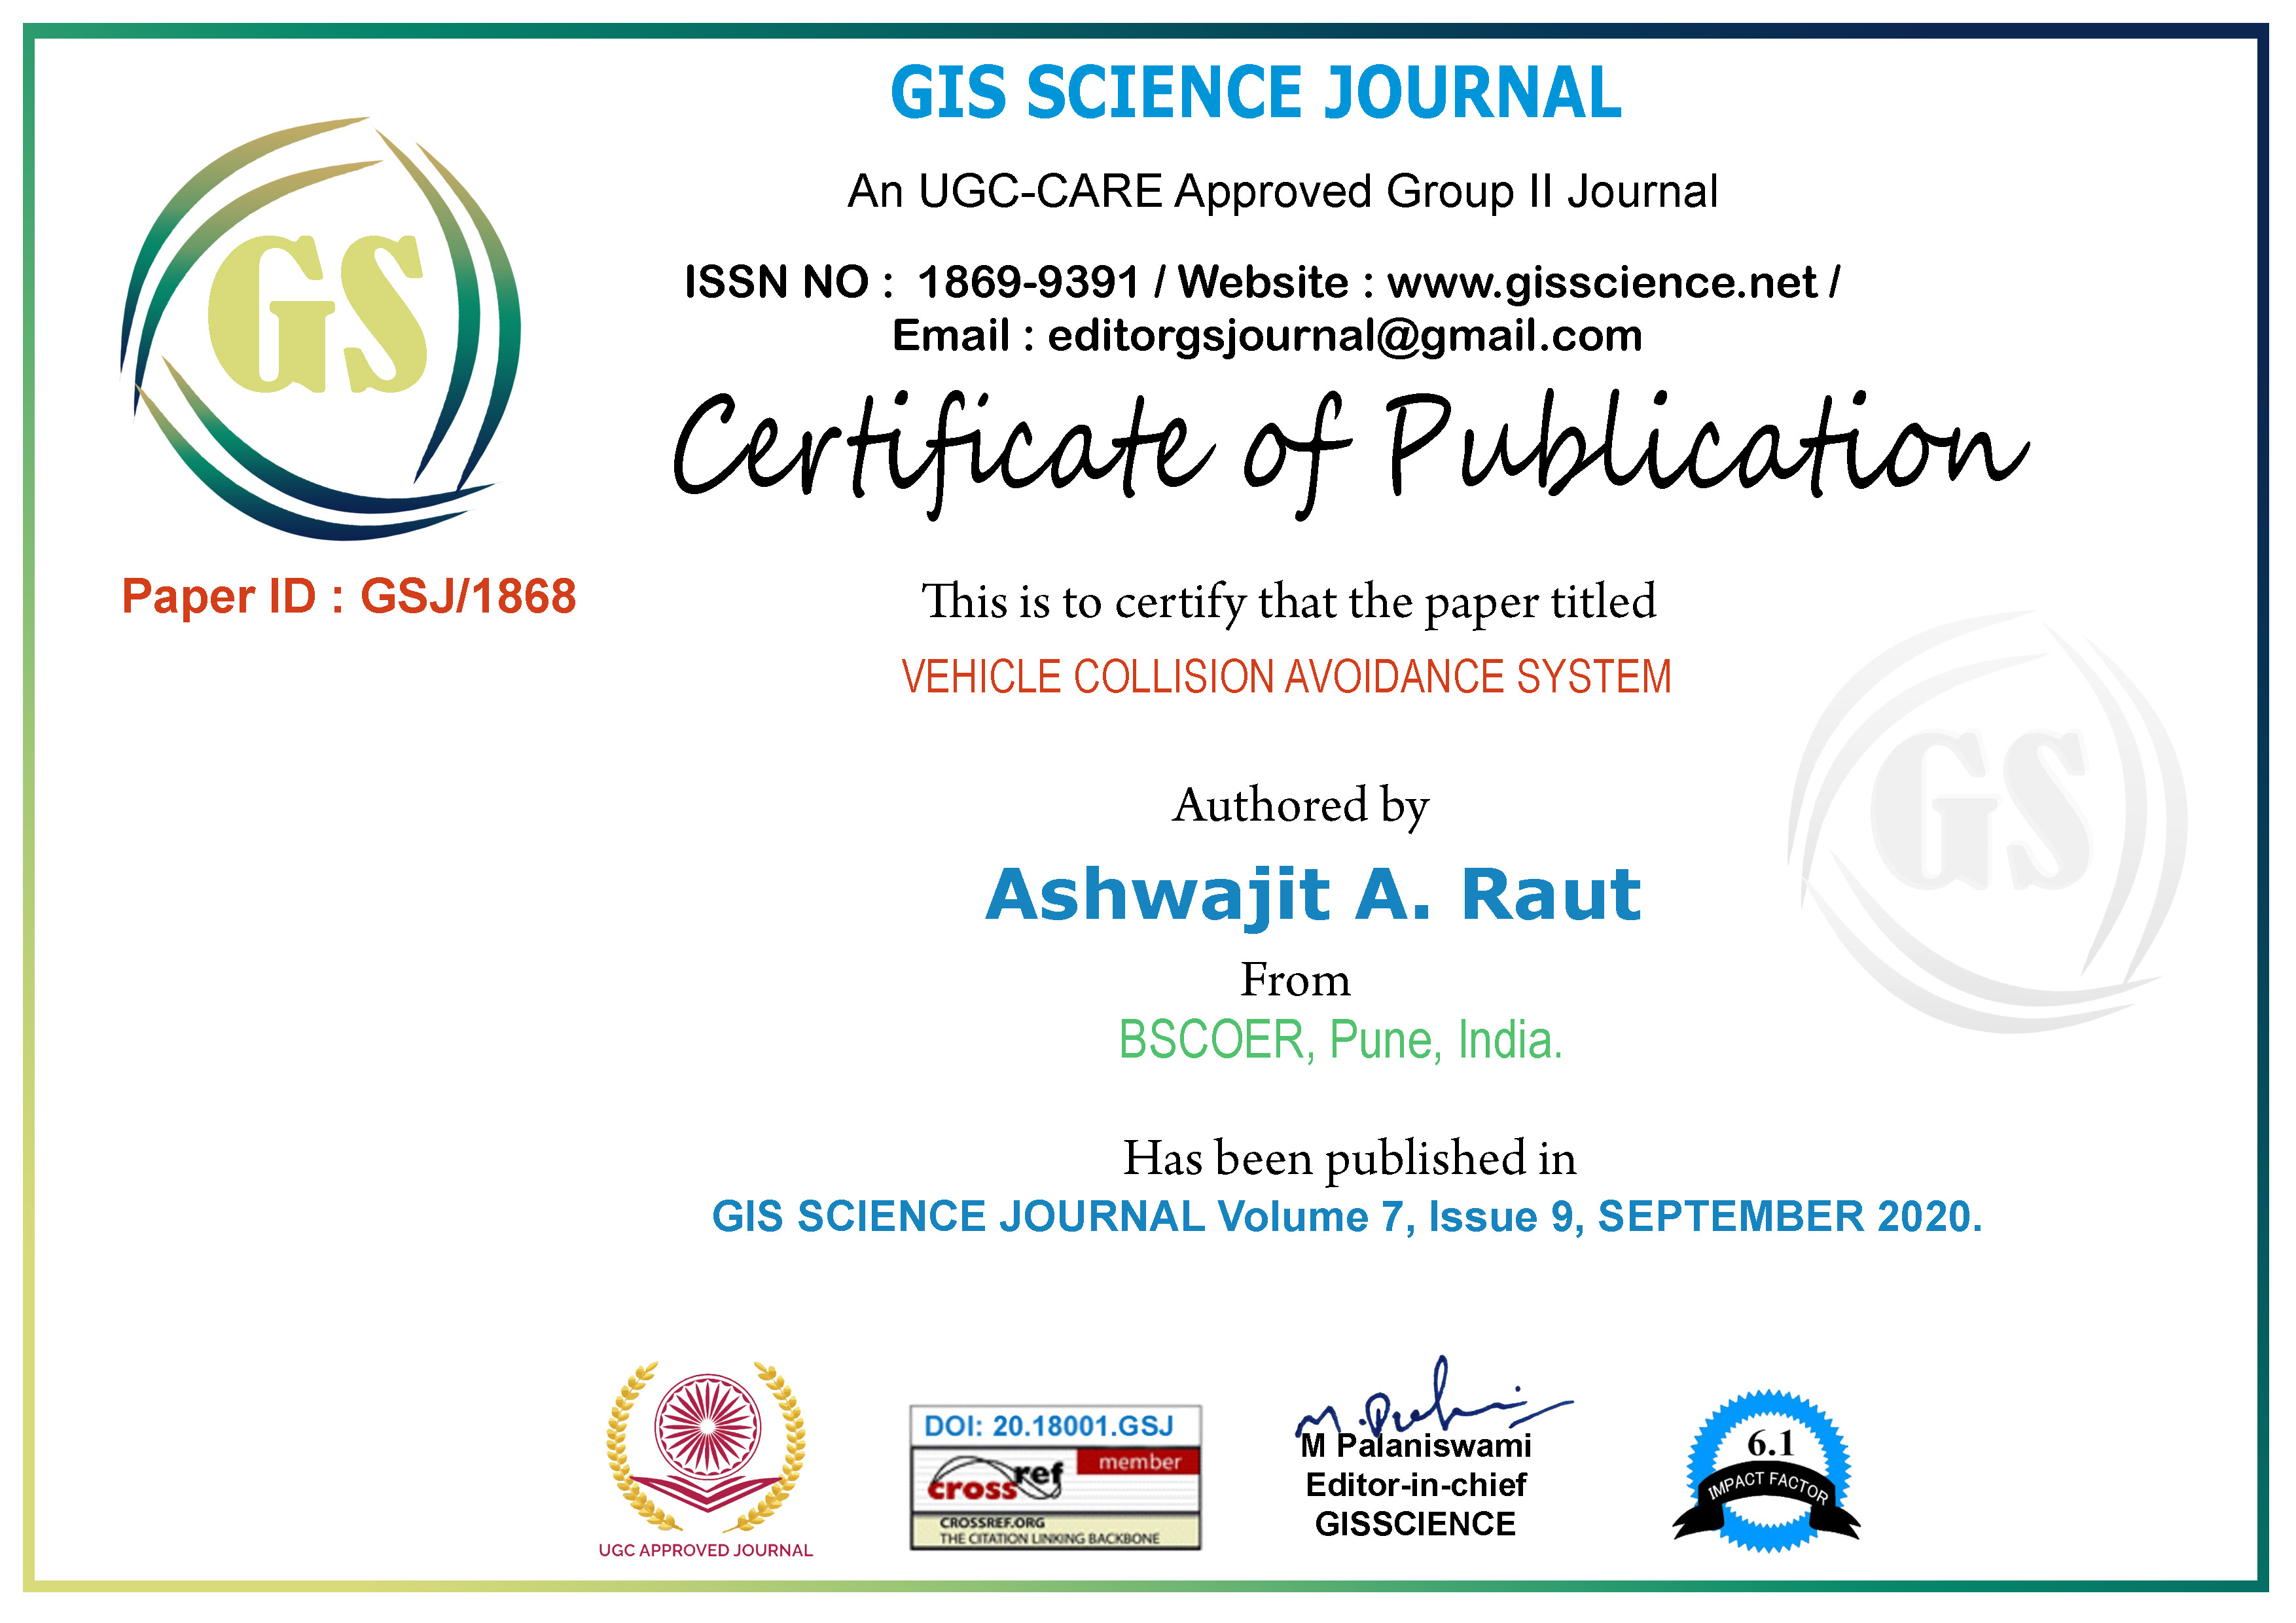 GIS SCIENCE JOURNAL
An UGC-CARE Approved Group II Journal
ISSN NO : 1869-9391 / Website : www.gisscience.net /
Email : editorgsjournal@gmail.com
GS
Certificate of Publication
Paper ID : GSJ/1868
This is to certify that the paper titled
VEHICLE COLLISION AVOIDANCE SYSTEM
Authored by
GS
Ashwajit A. Raut
From
BSCOER, Pune, India.
Has been published in
GIS SCIENCE JOURNAL Volume 7, Issue 9, SEPTEMBER 2020.
UGC APPROVED JOURNAL
DOI: 20.18001.GSJ
member
crossref
CROSSREF.ORG
THE CITATION LINKING BACKBONE
M Palaniswami
Editor-in-chief
GISSCIENCE
6.1
IMPACT FACTOR